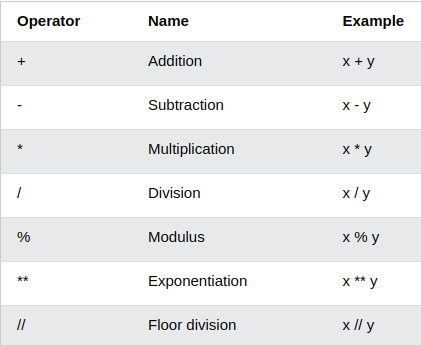 Operator Name Example
+ Addition x + y
- Subtraction x - y
* Multiplication x * y
/ Division x / y
% Modulus x % y
** Exponentiation x ** y
// Floor division x // y